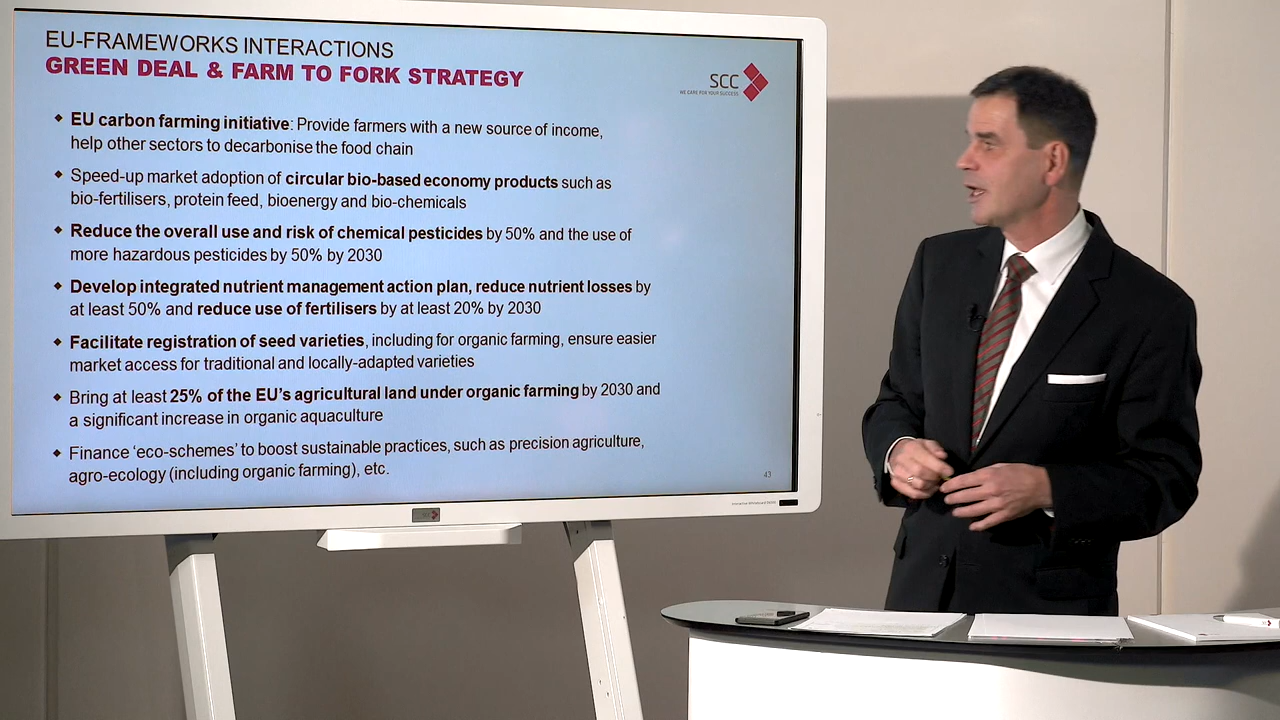 EU-FRAMEWORKS INTERACTIONS
GREEN DEAL & FARM TO FORK STRATEGY
SCC
WE CARE FOR YOUR SUCCESS
EU carbon farming initiative: Provide farmers with a new source of income,
help other sectors to decarbonise the food chain
Speed-up market adoption of circular bio-based economy products such as
bio-fertilisers, protein feed, bioenergy and bio-chemicals
Reduce the overall use and risk of chemical pesticides by 50% and the use of
more hazardous pesticides by 50% by 2030
Develop integrated nutrient management action plan, reduce nutrient losses by
at least 50% and reduce use of fertilisers by at least 20% by 2030
Facilitate registration of seed varieties, including for organic farming, ensure easier
market access for traditional and locally-adapted varieties
Bring at least 25% of the EU's agricultural land under organic farming by 2030 and
a significant increase in organic aquaculture
Finance 'eco-schemes' to boost sustainable practices, such as precision agriculture,
agro-ecology (including organic farming), etc.
43